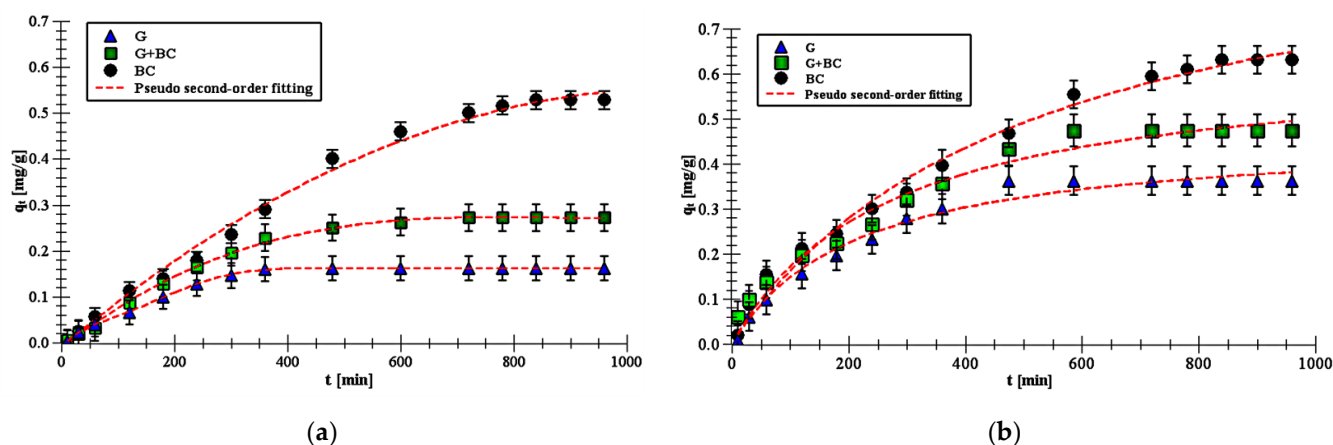 0.7
0.6
0.5
0.4
0.3
0.2
0.1
0.0
qt [mg/g]
G
G+BC
BC
Pseudo second-order fitting
0 200 400 600 800 1000
t [min]
(a)
0.7
0.6
0.5
0.4
0.3
0.2
0.1
0.0
qt [mg/g]
G
G+BC
BC
Pseudo second-order fitting
0 200 400 600 800 1000
t [min]
(b)